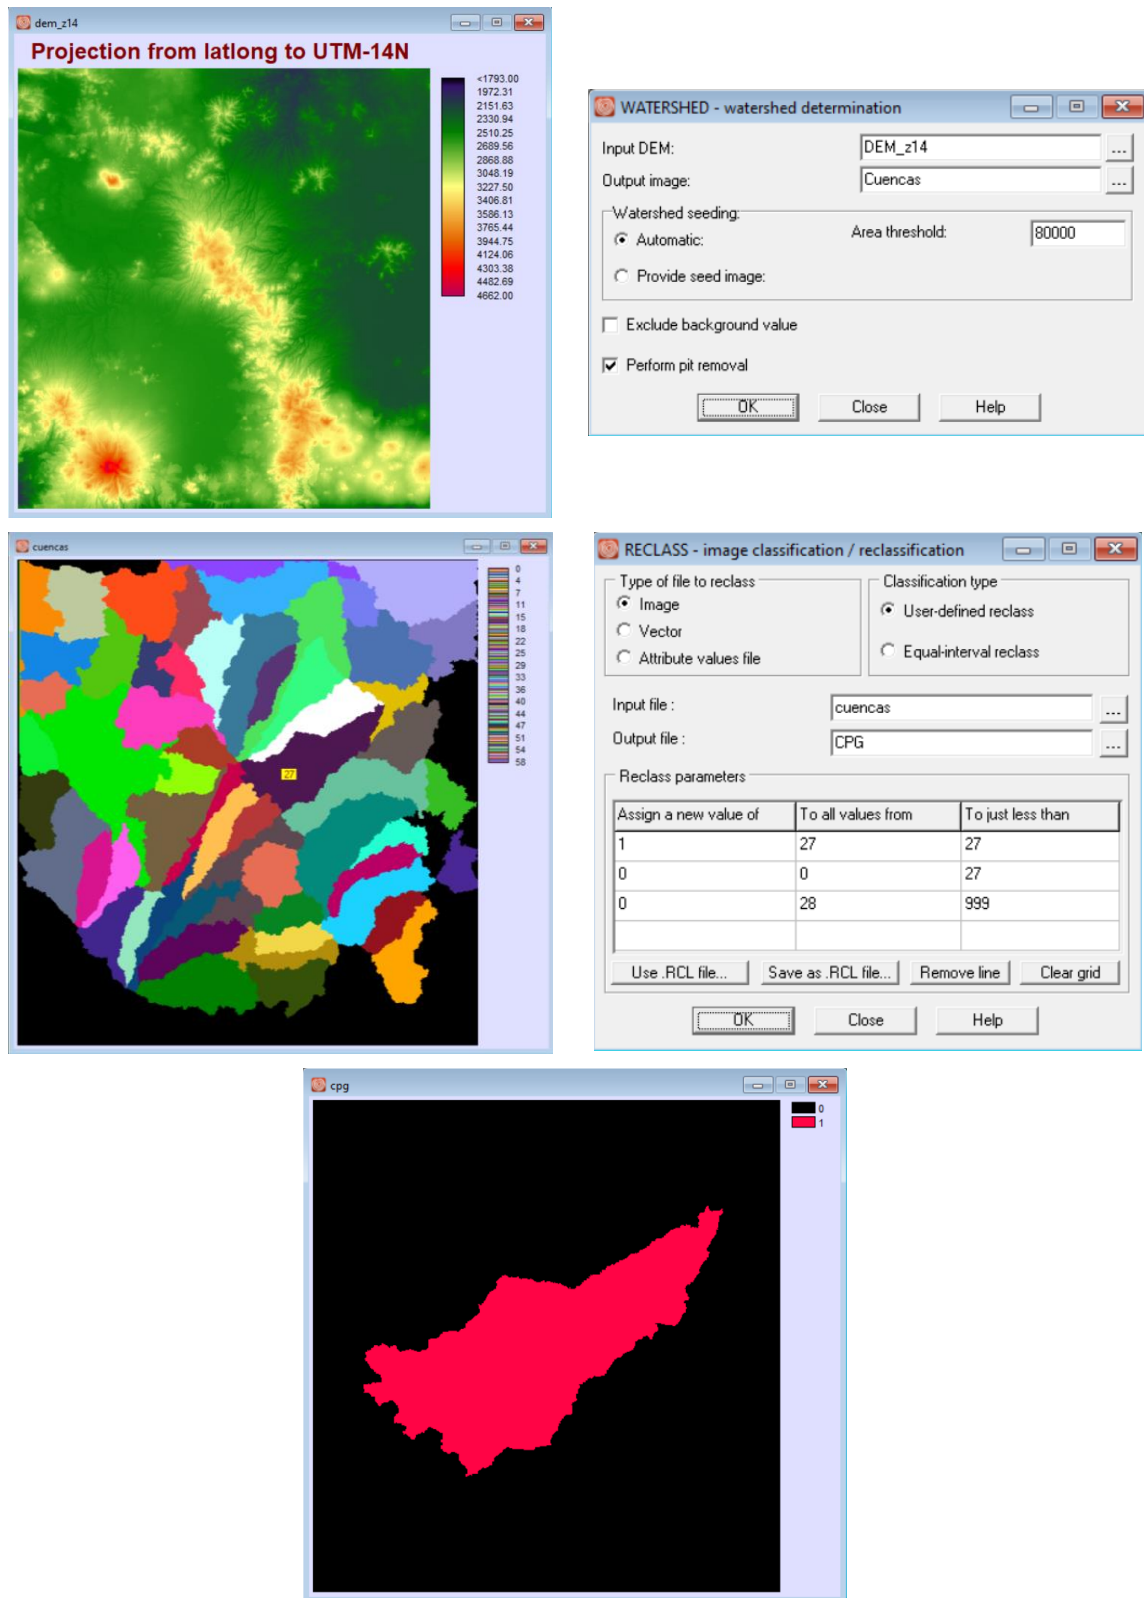 dem_z14
Projection from latlong to UTM-14N
<1793.00
1972.31
2151.63
2330.94
2510.25
2689.56
2868.88
3048.19
3227.50
3406.81
3586.13
3765.44
3944.75
4124.06
4303.38
4482.69
4662.00
WATERSHED - watershed determination
Input DEM: DEM_z14 ...
Output image: Cuencas ...
Watershed seeding:
Automatic: Area threshold: 80000
Provide seed image:
Exclude background value
Perform pit removal
OK Close Help
cuencas
27
0
4
7
11
15
18
22
25
29
33
36
40
44
47
51
54
58
RECLASS - image classification / reclassification
Type of file to reclass
Image
Vector
Attribute values file
Classification type
User-defined reclass
Equal-interval reclass
Input file : cuencas ...
Output file : CPG ...
Reclass parameters
Assign a new value of To all values from To just less than
1 27 27
0 0 27
0 28 999
Use .RCL file... Save as .RCL file... Remove line Clear grid
OK Close Help
cpg
0
1